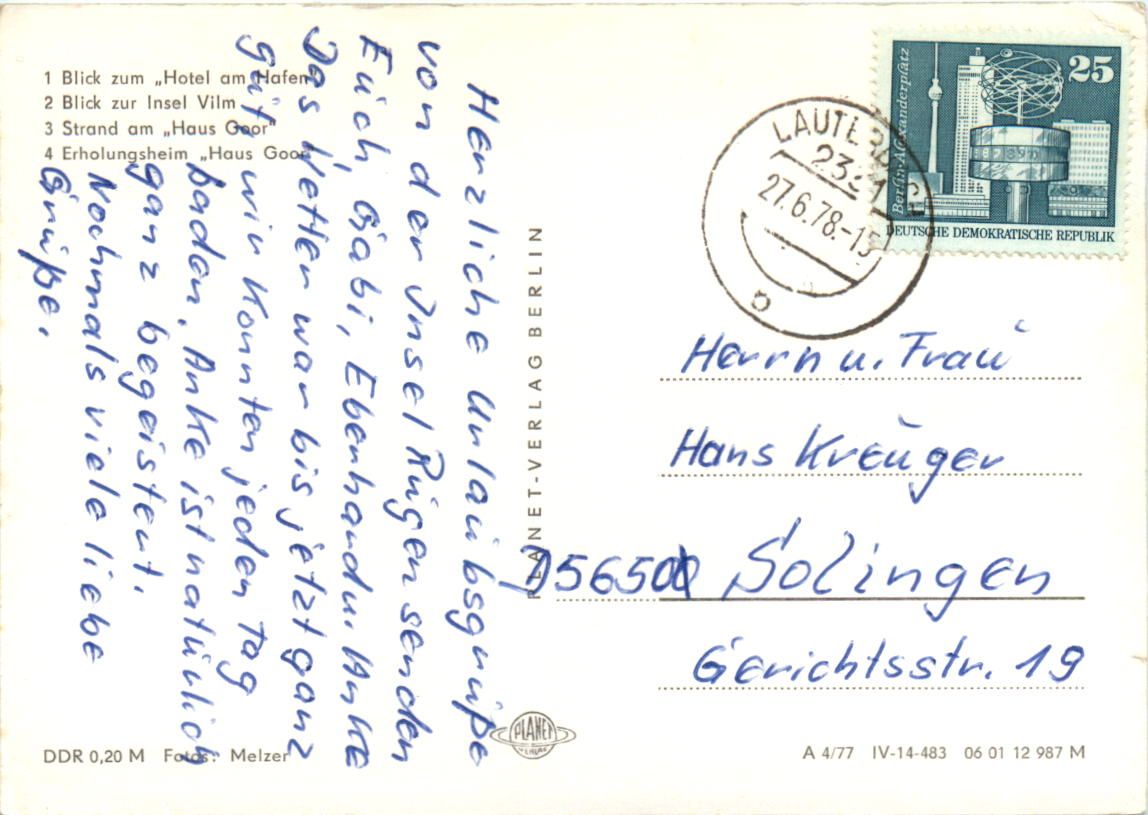 1 Blick zum „Hotel am Hafen“
2 Blick zur Insel Vilm
3 Strand am „Haus Goor“
4 Erholungsheim „Haus Goor“
Herzliche Urlaubsgrüße
von der Insel Rügen senden
Euch, Gabi, Eberhard u. Anke
Das Wetter war bis jetzt ganz
gut, wir konnten jeden Tag
baden. Anke ist natürlich
ganz begeistert.
Nochmals viele liebe
Grüße.
DDR 0,20 M Fotos: Melzer
PLANET-VERLAG BERLIN
PLANET
VERLAG
25
Berlin-Alexanderplatz
DEUTSCHE DEMOKRATISCHE REPUBLIK
27.6.78.-15
a
Herrn u. Frau
Hans Kreuger
D5650 Solingen
Gerichtsstr. 19
A 4/77 IV-14-483 06 01 12 987 M